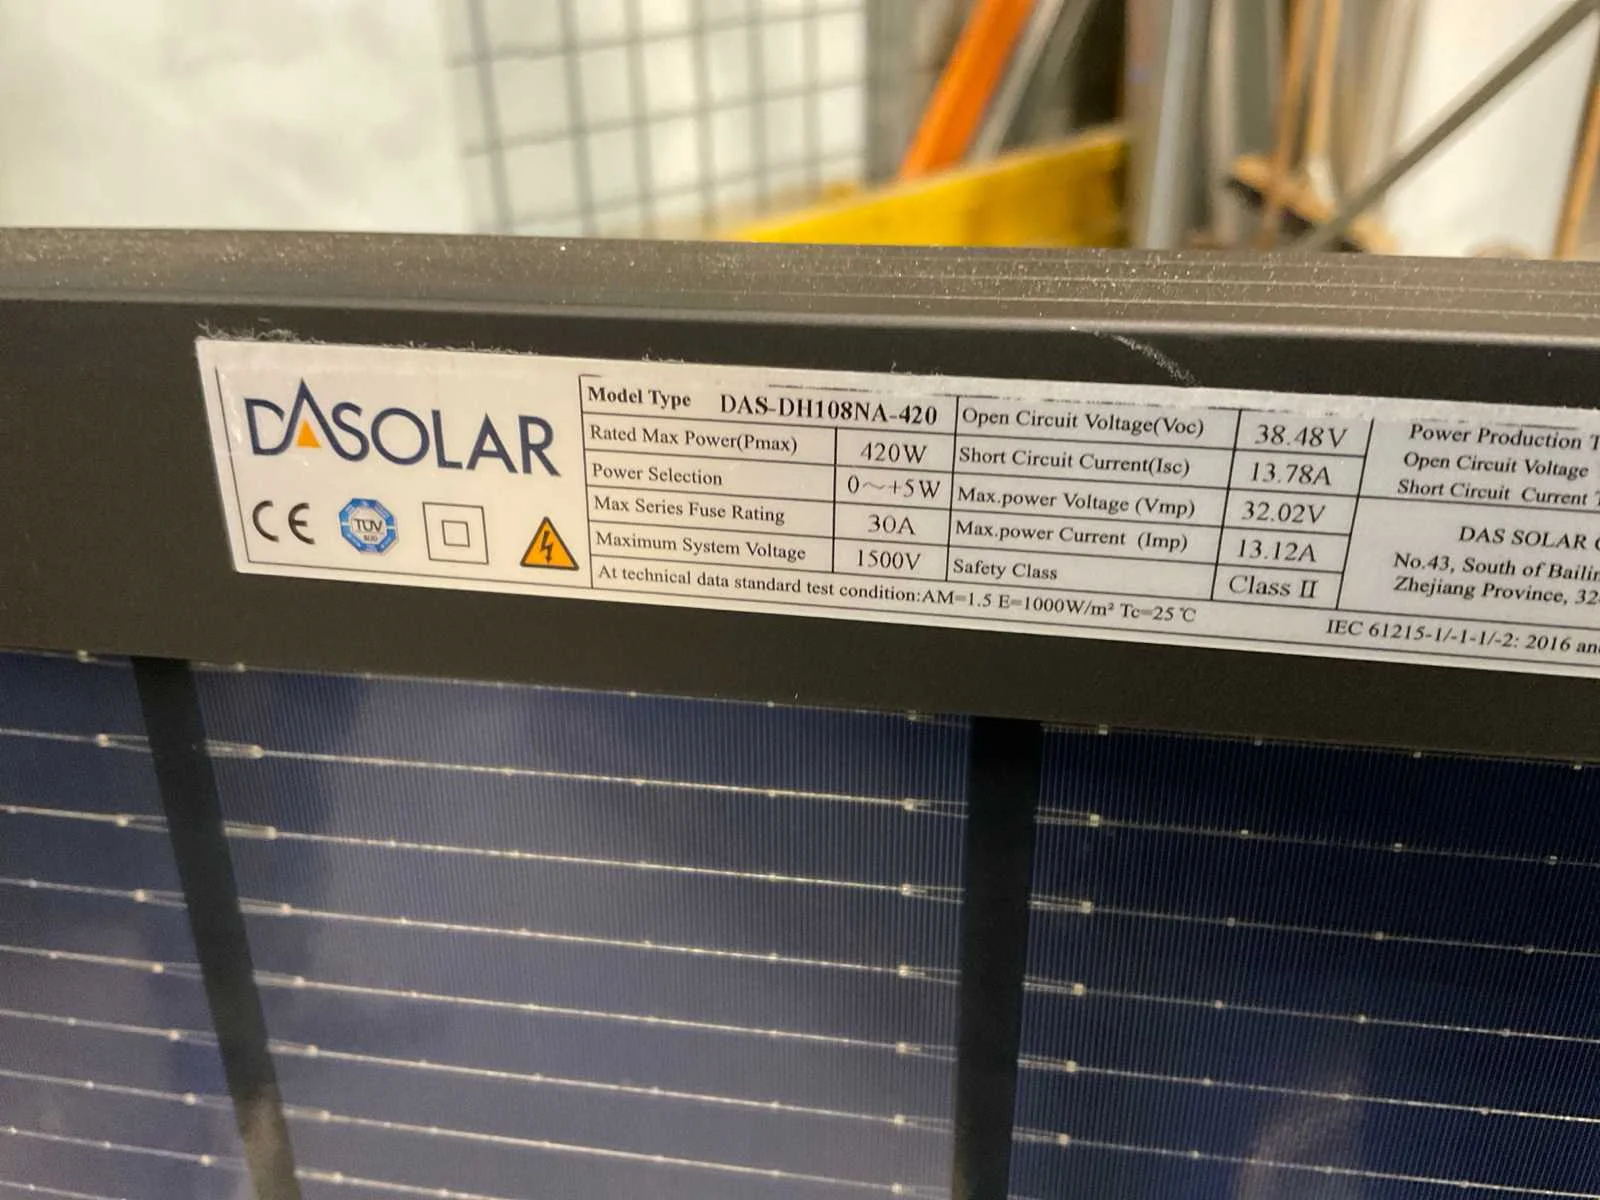 DASOLAR
CE
TÜV
SÜD
Model Type DAS-DH108NA-420
Rated Max Power(Pmax) 420W
Power Selection 0~+5W
Max Series Fuse Rating 30A
Maximum System Voltage 1500V
Open Circuit Voltage(Voc) 38.48V
Short Circuit Current(Isc) 13.78A
Max.power Voltage (Vmp) 32.02V
Max.power Current (Imp) 13.12A
Safety Class Class II
At technical data standard test condition:AM=1.5 E=1000W/m² Tc=25℃
Power Production T
Open Circuit Voltage
Short Circuit Current T
DAS SOLAR
No.43, South of Bailin
Zhejiang Province, 32
IEC 61215-1/-1-1/-2: 2016 an